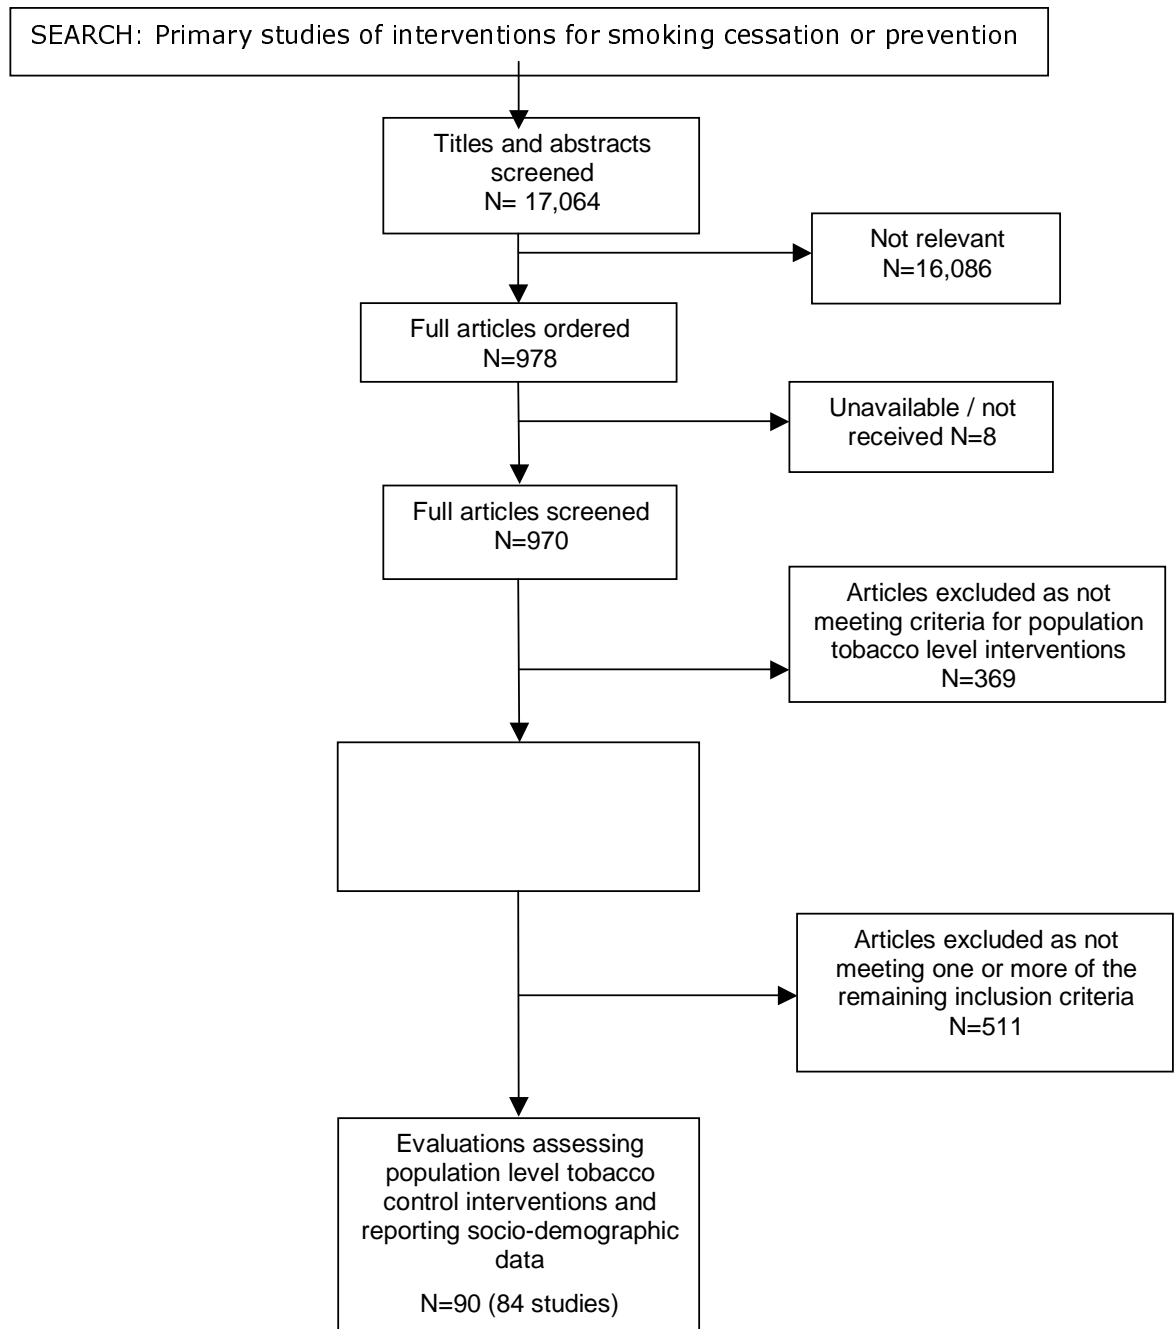 SEARCH: Primary studies of interventions for smoking cessation or prevention
Titles and abstracts
screened
N= 17,064
Not relevant
N=16,086
Full articles ordered
N=978
Unavailable / not
received N=8
Full articles screened
N=970
Articles excluded as not
meeting criteria for population
tobacco level interventions
N=369
Articles excluded as not
meeting one or more of the
remaining inclusion criteria
N=511
Evaluations assessing
population level tobacco
control interventions and
reporting socio-demographic
data
N=90 (84 studies)